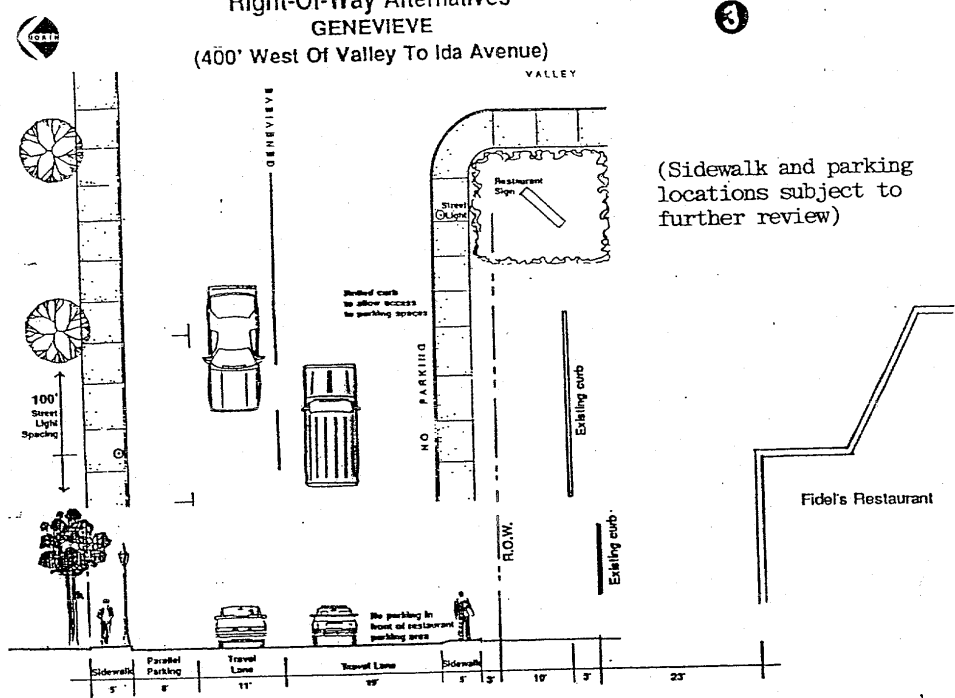 Right-Of-Way Alternatives
GENEVIEVE
(400' West Of Valley To Ida Avenue)
3
VALLEY
(Sidewalk and parking
locations subject to
further review)
Restaurant
Sign
Street
Light
Rolled curb
to allow access
to parking spaces
NO PARKING
Existing curb
100'
Street
Light
Spacing
Fidel's Restaurant
R.O.W.
Existing curb
No parking in
front of restaurant
parking area
Sidewalk
Parallel
Parking
Travel
Lane
Travel Lane
Sidewalk
5'
8'
11'
19'
5'
3'
10'
3'
23'